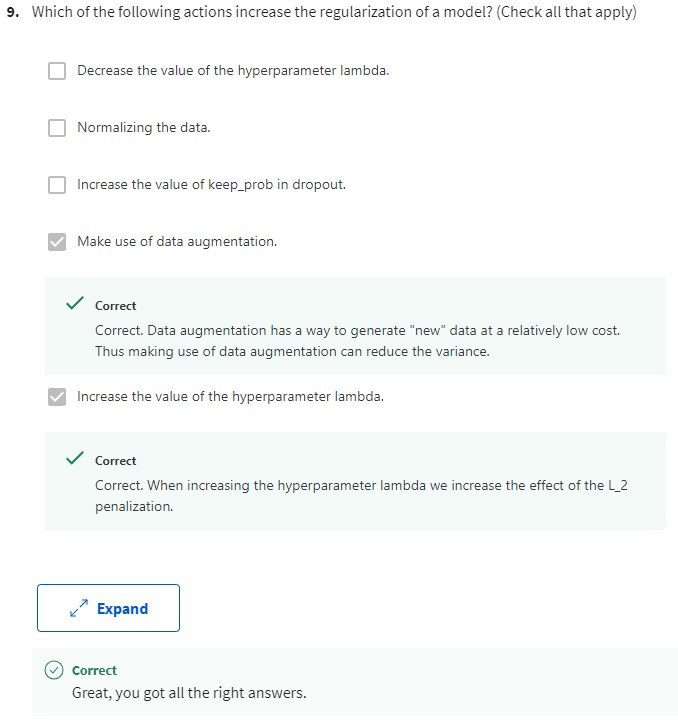 9. Which of the following actions increase the regularization of a model? (Check all that apply)
Decrease the value of the hyperparameter lambda.
Normalizing the data.
Increase the value of keep_prob in dropout.
Make use of data augmentation.
Correct
Correct. Data augmentation has a way to generate "new" data at a relatively low cost.
Thus making use of data augmentation can reduce the variance.
Increase the value of the hyperparameter lambda.
Correct
Correct. When increasing the hyperparameter lambda we increase the effect of the L_2
penalization.
Expand
Correct
Great, you got all the right answers.